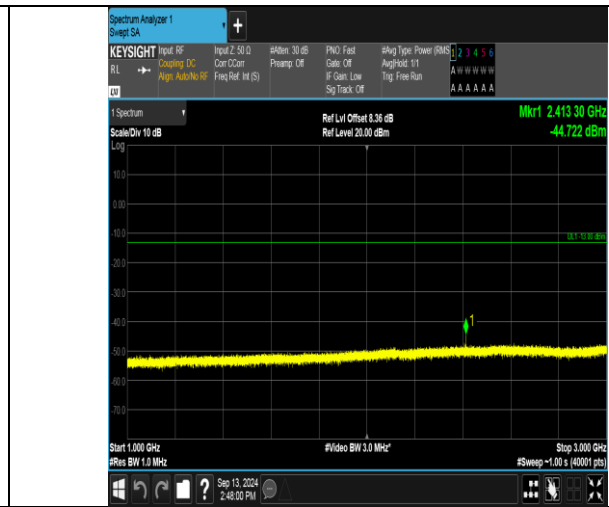 Spectrum Analyzer 1
Swept SA
+
KEYSIGHT Input: RF Input Z: 50 Ω #Atten: 30 dB PNO: Fast #Avg Type: Power (RMS 1 2 3 4 5 6
RL Coupling: DC Corr CCorr Preamp: Off Gate: Off Avg|Hold: 1/1 A W W W W W
Align: Auto/No RF Freq Ref: Int (S) IF Gain: Low Trig: Free Run
Sig Track: Off A A A A A A
LXI
1 Spectrum Ref Lvl Offset 8.36 dB Mkr1 2.413 30 GHz
Scale/Div 10 dB Ref Level 20.00 dBm -44.722 dBm
Log
10.0
0.00
-10.0
DL1 -13.00 dBm
-20.0
-30.0
-40.0
1
-50.0
-60.0
-70.0
Start 1.000 GHz #Video BW 3.0 MHz* Stop 3.000 GHz
#Res BW 1.0 MHz #Sweep ~1.00 s (40001 pts)
? Sep 13, 2024
2:48:00 PM